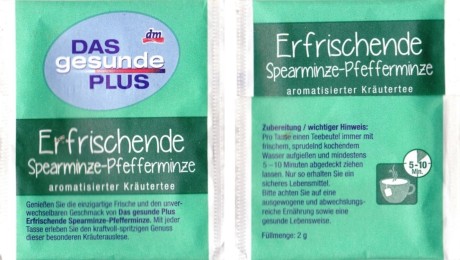 dm
DAS
gesunde
PLUS
Erfrischende
Spearminze-Pfefferminze
aromatisierter Kräutertee
Genießen Sie die einzigartige Frische und den unver-
wechselbaren Geschmack von Das gesunde Plus
Erfrischende Spearminze-Pfefferminze. Mit jeder
Tasse erleben Sie den kraftvoll-spritzigen Genuss
dieser besonderen Kräuterauslese.
Erfrischende
Spearminze-Pfefferminze
aromatisierter Kräutertee
Zubereitung / wichtiger Hinweis:
Pro Tasse einen Teebeutel immer mit
frischem, sprudelnd kochendem
Wasser aufgießen und mindestens
5 – 10 Minuten abgedeckt ziehen
lassen. Nur so erhalten Sie ein
sicheres Lebensmittel.
Bitte achten Sie auf eine
ausgewogene und abwechslungs-
reiche Ernährung sowie eine
gesunde Lebensweise.
Füllmenge: 2 g
5-10
Min.